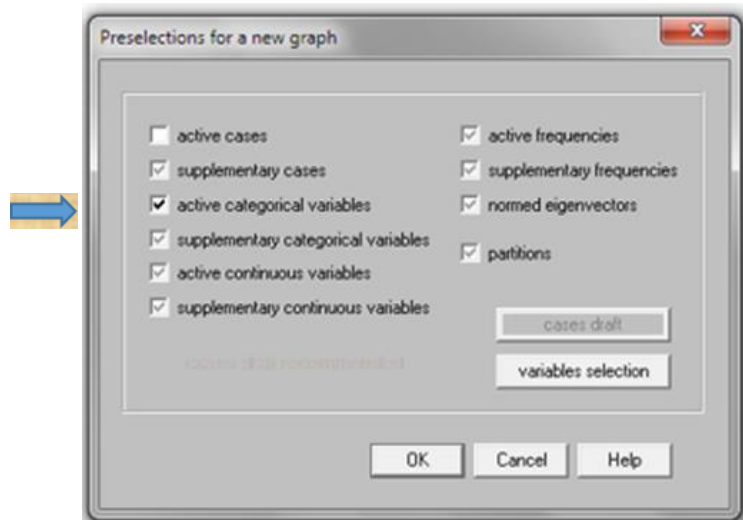 Preselections for a new graph
active cases
supplementary cases
active categorical variables
supplementary categorical variables
active continuous variables
supplementary continuous variables
active frequencies
supplementary frequencies
normed eigenvectors
partitions
cases draft
variables selection
OK
Cancel
Help